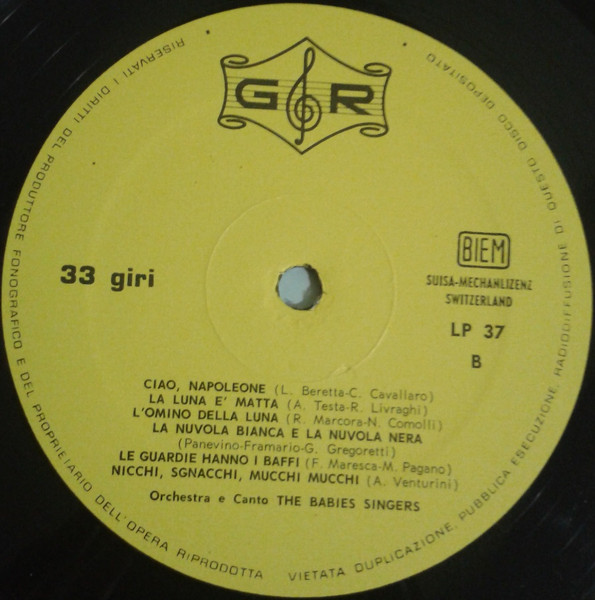 G R
33 giri
BIEM
SUISA-MECHANLIZENZ
SWITZERLAND
LP 37
B
CIAO, NAPOLEONE (L. Beretta-C. Cavallaro)
LA LUNA E' MATTA (A. Testa-R. Livraghi)
L'OMINO DELLA LUNA (R. Marcora-N. Comolli)
LA NUVOLA BIANCA E LA NUVOLA NERA
(Panevino-Framario-G. Gregoretti)
LE GUARDIE HANNO I BAFFI (F. Maresca-M. Pagano)
NICCHI, SGNACCHI, MUCCHI MUCCHI (A. Venturini)
Orchestra e Canto THE BABIES SINGERS
RISERVATI I DIRITTI DEL PRODUTTORE FONOGRAFICO E DEL PROPRIETARIO DELL'OPERA RIPRODOTTA
VIETATA DUPLICAZIONE, PUBBLICA ESECUZIONE, RADIODIFFUSIONE DI QUESTO DISCO DEPOSITATO